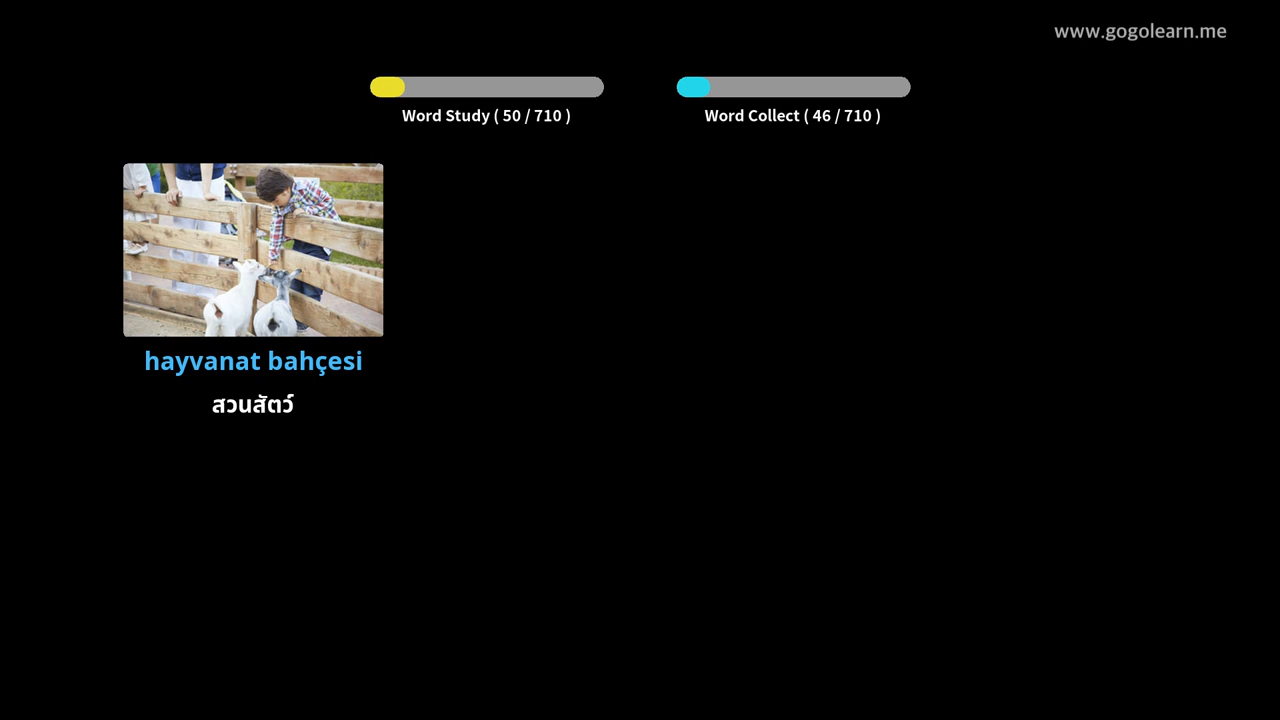 www.gogolearn.me
Word Study ( 50 / 710 )
Word Collect ( 46 / 710 )
hayvanat bahçesi
สวนสัตว์